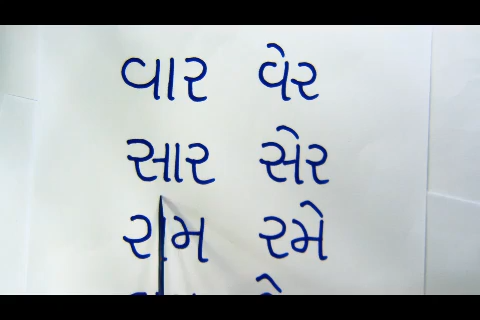 વાર વેર
સાર સેર
રામ રમે